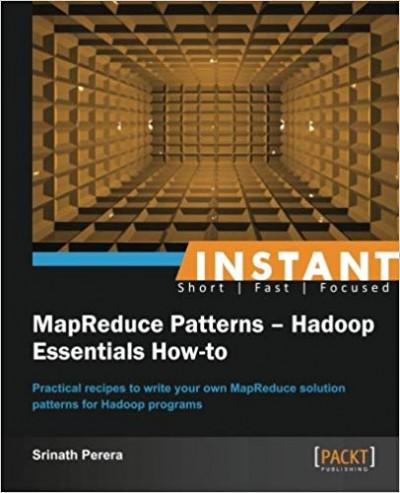 INSTANT
Short | Fast | Focused
MapReduce Patterns – Hadoop
Essentials How-to
Practical recipes to write your own MapReduce solution
patterns for Hadoop programs
Srinath Perera
[PACKT]
PUBLISHING